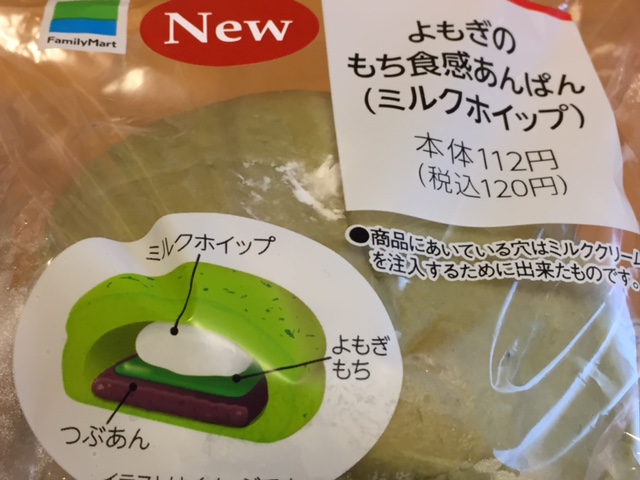 FamilyMart
New
よもぎの
もち食感あんぱん
(ミルクホイップ)
本体112円
(税込120円)
●商品にあいている穴はミルククリーム
を注入するために出来たものです。
ミルクホイップ
よもぎ
もち
つぶあん